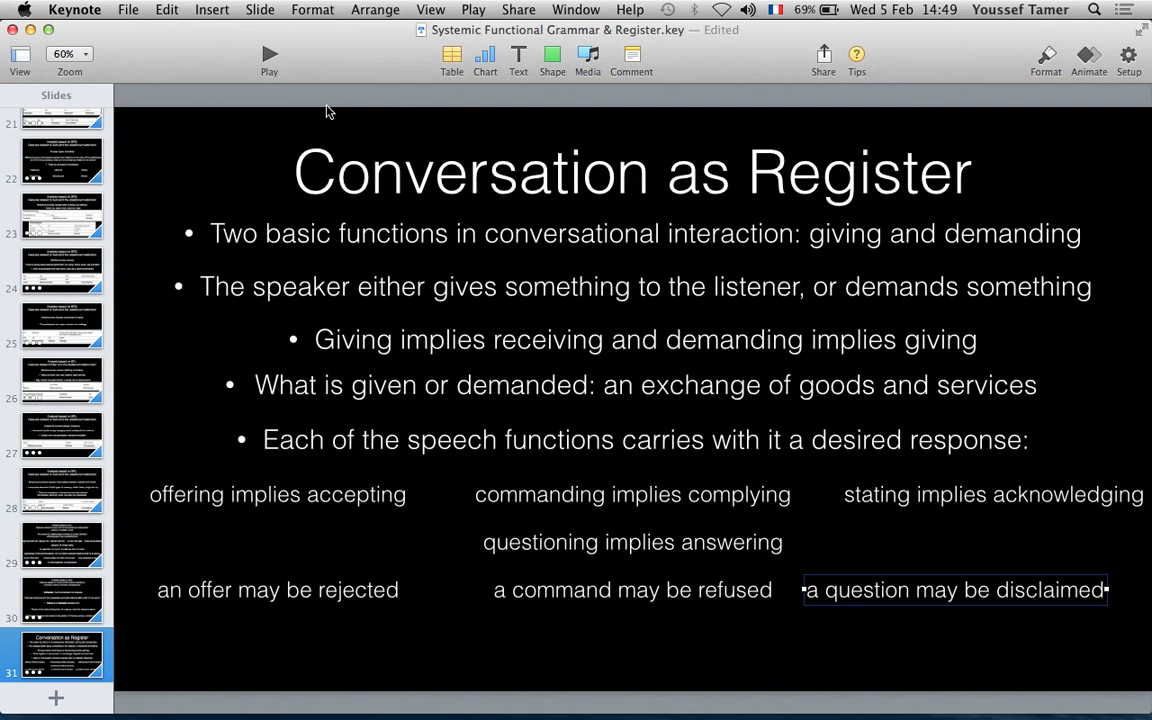 Keynote File Edit Insert Slide Format Arrange View Play Share Window Help 69% Wed 5 Feb 14:49 Youssef Tamer
Systemic Functional Grammar & Register.key — Edited
60%
View Zoom Play Table Chart Text Shape Media Comment Share Tips Format Animate Setup
Slides
21
22
23
24
25
26
27
28
29
30
31
Conversation as Register
• Two basic functions in conversational interaction: giving and demanding
• The speaker either gives something to the listener, or demands something
• Giving implies receiving and demanding implies giving
• What is given or demanded: an exchange of goods and services
• Each of the speech functions carries with it a desired response:
offering implies accepting commanding implies complying stating implies acknowledging
questioning implies answering
an offer may be rejected a command may be refused a question may be disclaimed